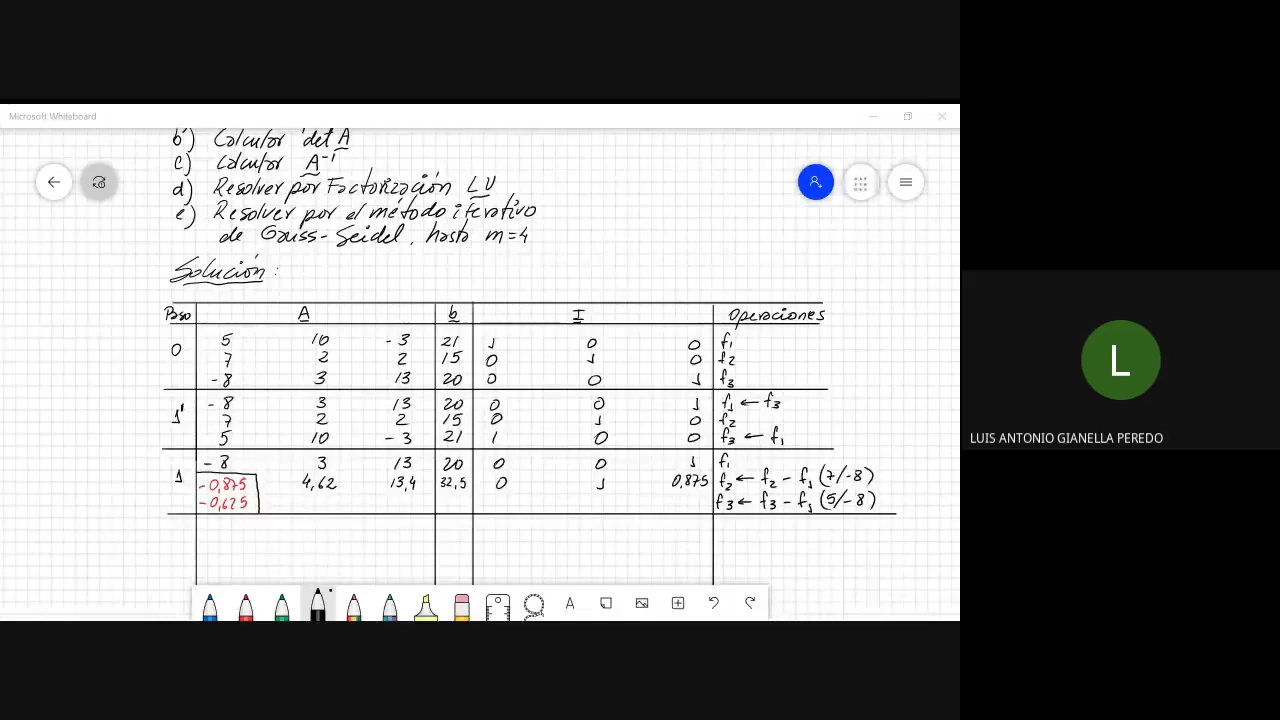 Microsoft Whiteboard
b) Calcular det A
c) Calcular A⁻¹
d) Resolver por Factorización LU
e) Resolver por el método iterativo
de Gauss-Seidel, hasta m=4
Solución:
Paso A b I Operaciones
0 5 10 -3 21 1 0 0 f1
7 2 2 15 0 1 0 f2
-8 3 13 20 0 0 1 f3
1' -8 3 13 20 0 0 1 f1 ← f3
7 2 2 15 0 1 0 f2
5 10 -3 21 1 0 0 f3 ← f1
1 -8 3 13 20 0 0 1 f1
-0,875 4,62 13,4 32,5 0 1 0,875 f2 ← f2 - f1 (7/-8)
-0,625 f3 ← f3 - f1 (5/-8)
A
L
LUIS ANTONIO GIANELLA PEREDO